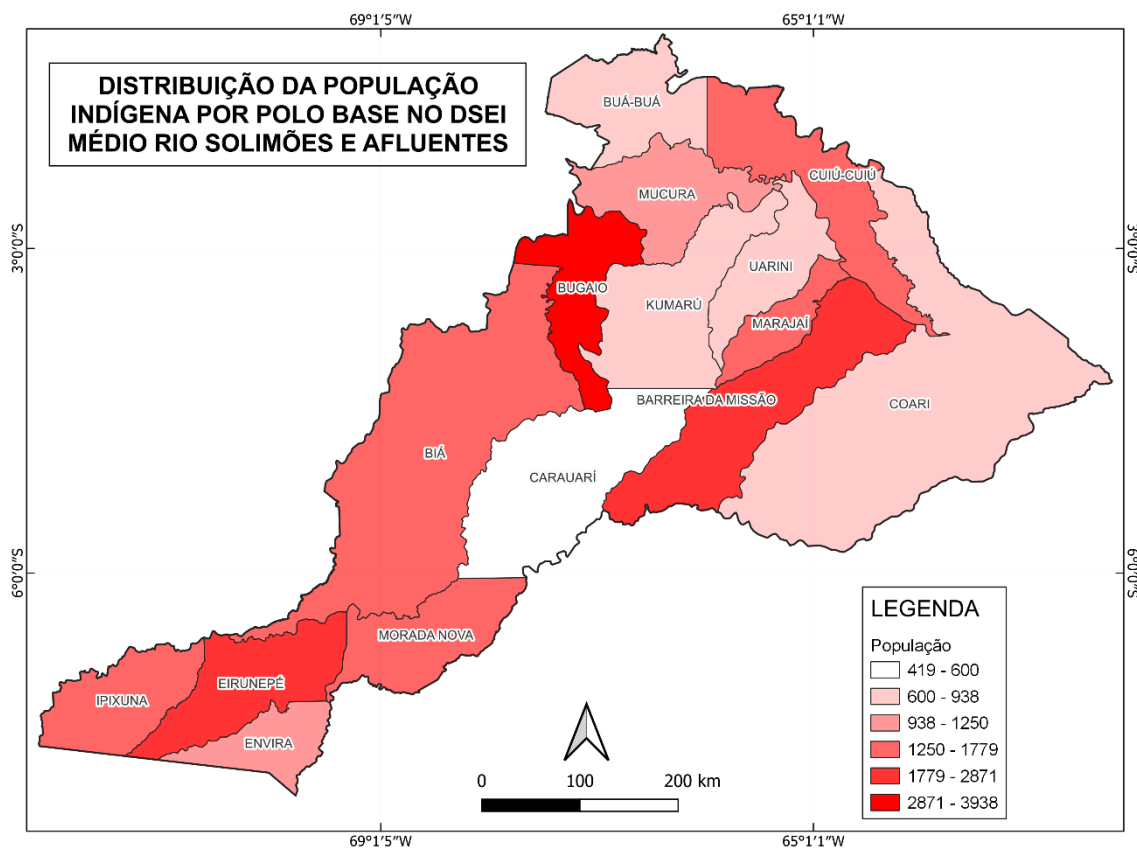 69°1'5"W
65°1'1"W
DISTRIBUIÇÃO DA POPULAÇÃO
INDÍGENA POR POLO BASE NO DSEI
MÉDIO RIO SOLIMÕES E AFLUENTES
BUÁ-BUÁ
CUIÚ-CUIÚ
MUCURA
3°0'0"S
3°0'0"S
UARINI
BUGAIO
KUMARÚ
MARAJAÍ
BARREIRA DA MISSÃO
COARI
BIÁ
CARAUARÍ
6°0'0"S
6°0'0"S
MORADA NOVA
EIRUNEPÉ
IPIXUNA
ENVIRA
LEGENDA
População
419 - 600
600 - 938
938 - 1250
1250 - 1779
1779 - 2871
2871 - 3938
0 100 200 km
69°1'5"W
65°1'1"W